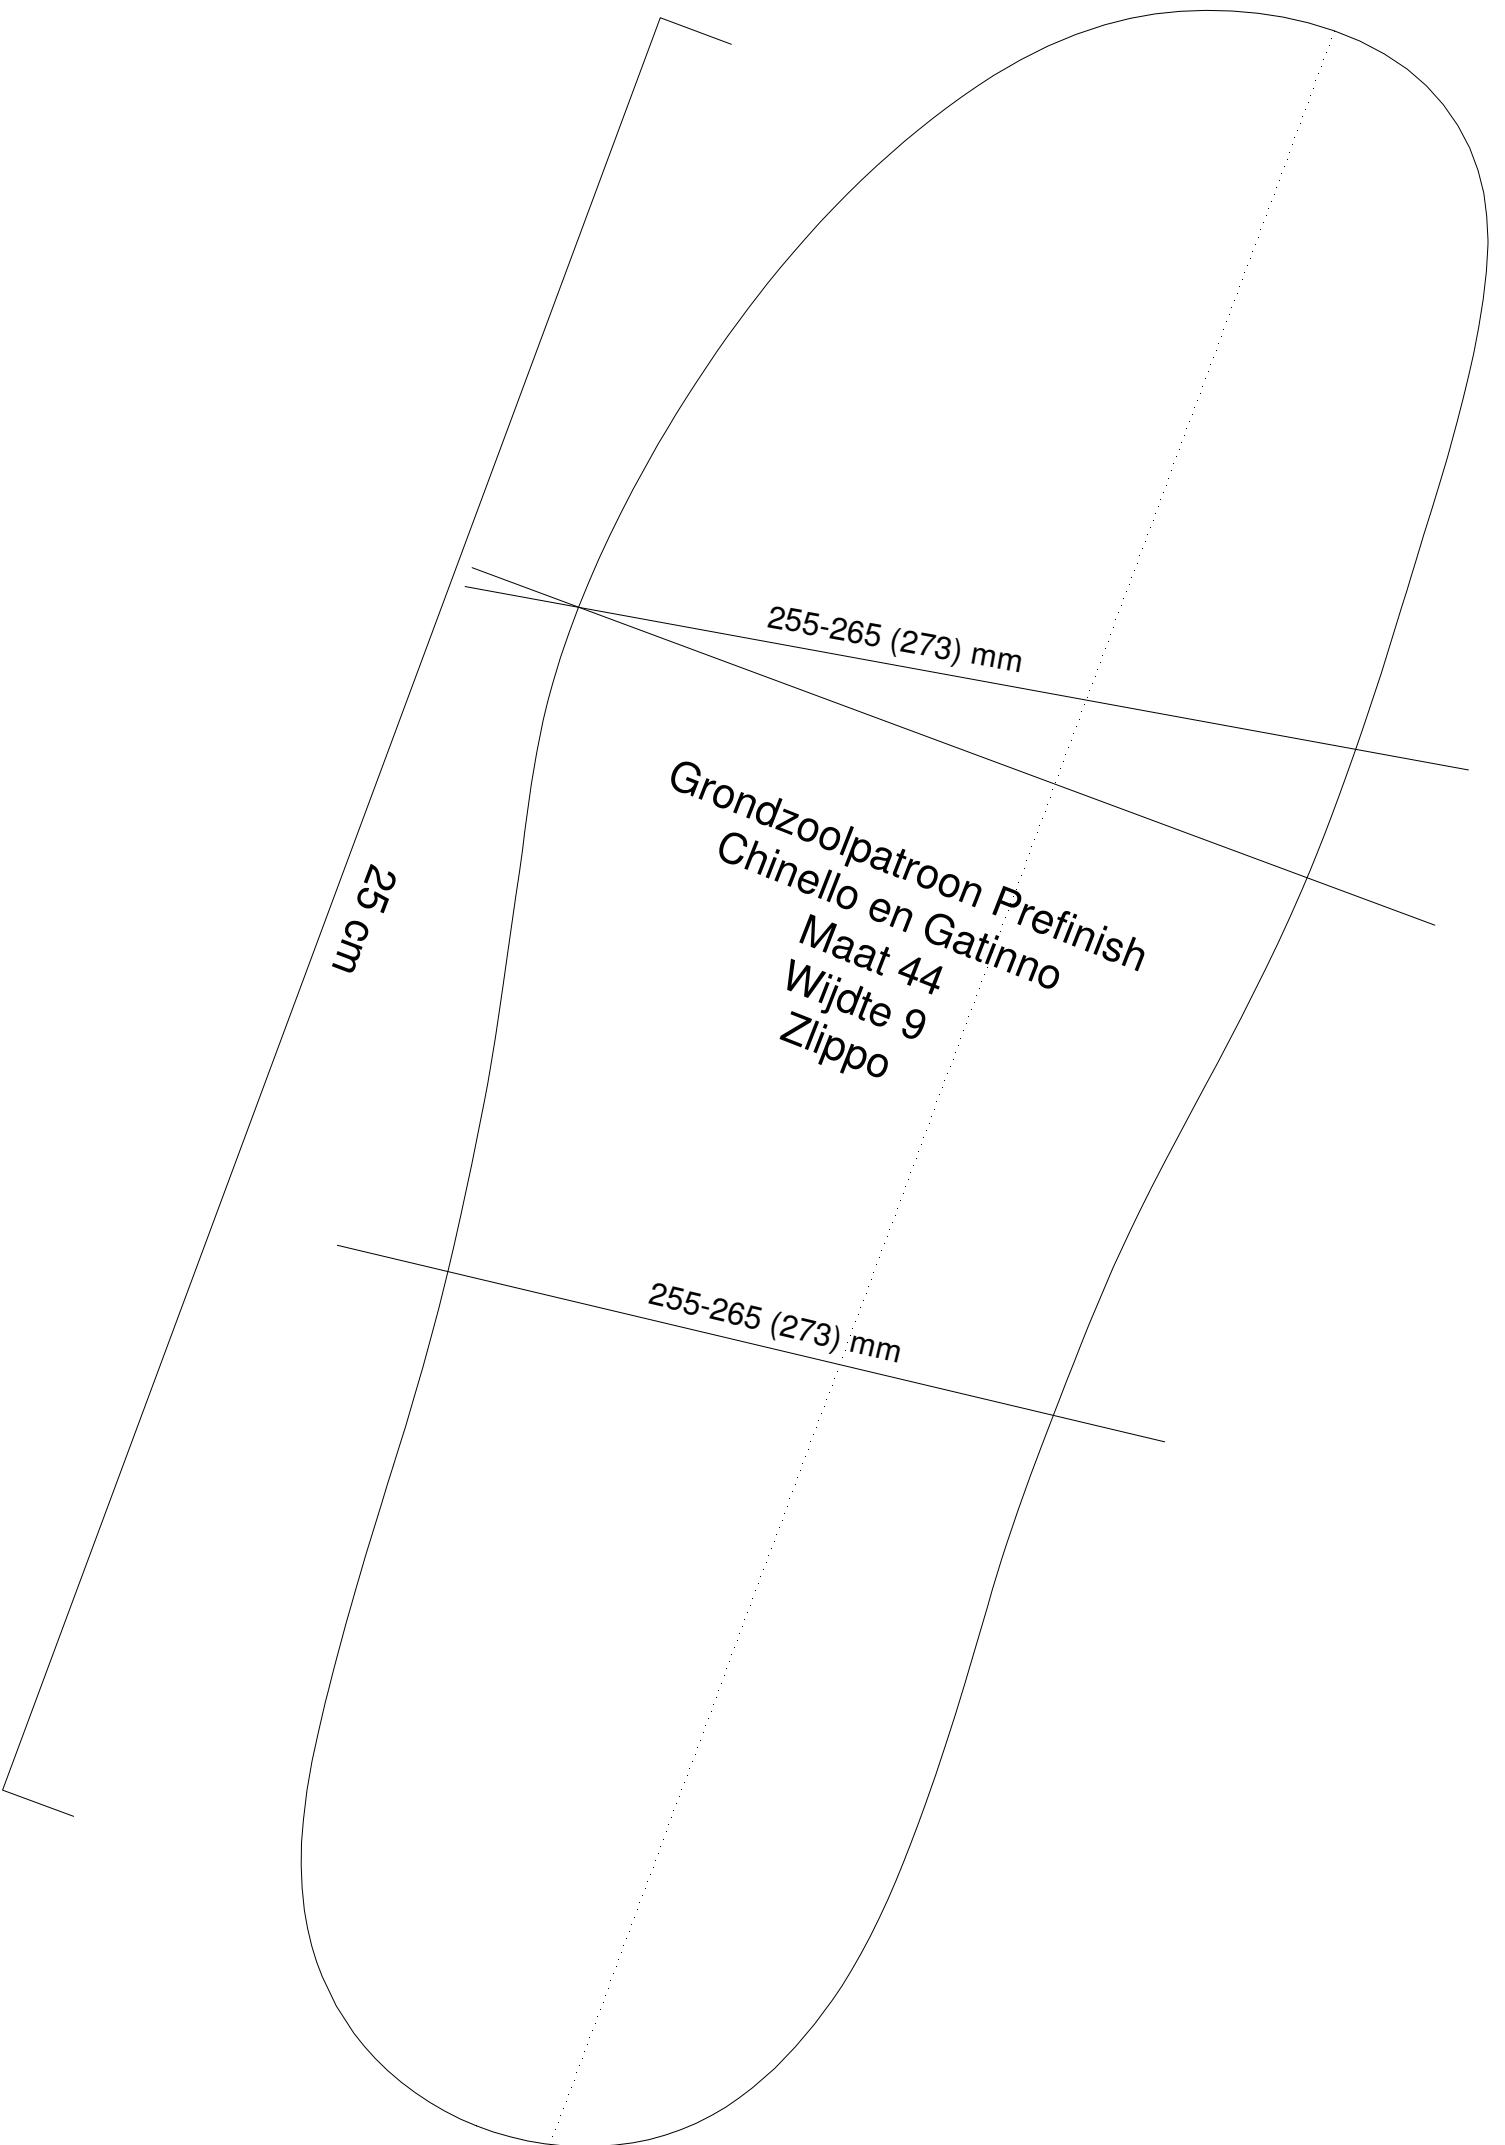 255-265 (273) mm
Grondzoolpatroon Prefinish
Chinello en Gatinno
Maat 44
Wijdte 9
Zlippo
25 cm
255-265 (273) mm